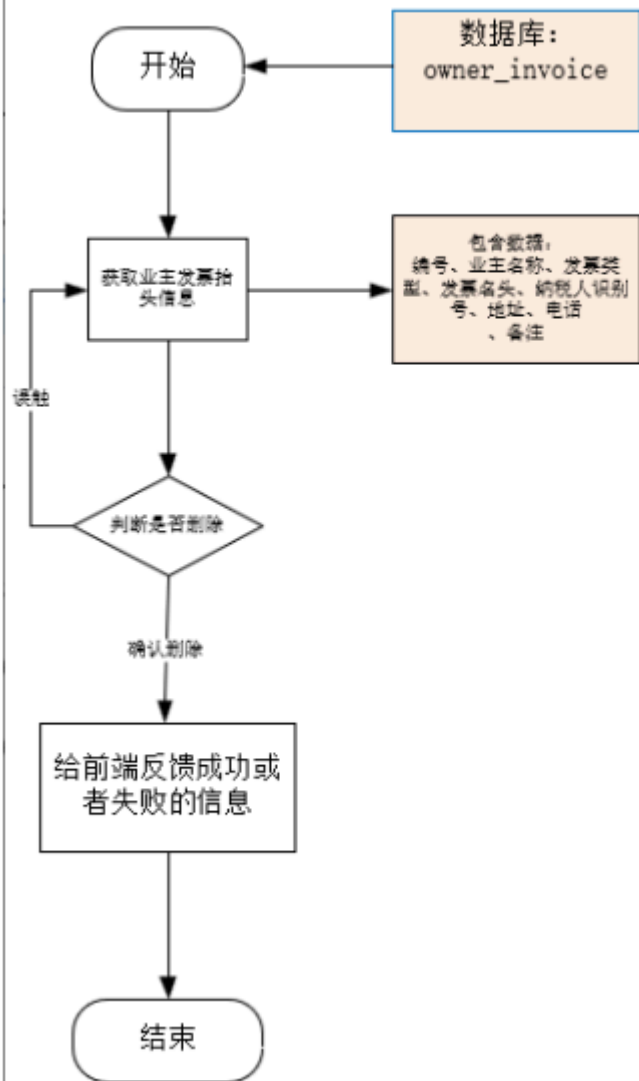 开始
数据库：
owner_invoice
获取业主发票抬
头信息
包含数据：
编号、业主名称、发票类
型、发票名头、纳税人识别
号、地址、电话
、备注
误触
判断是否删除
确认删除
给前端反馈成功或
者失败的信息
结束